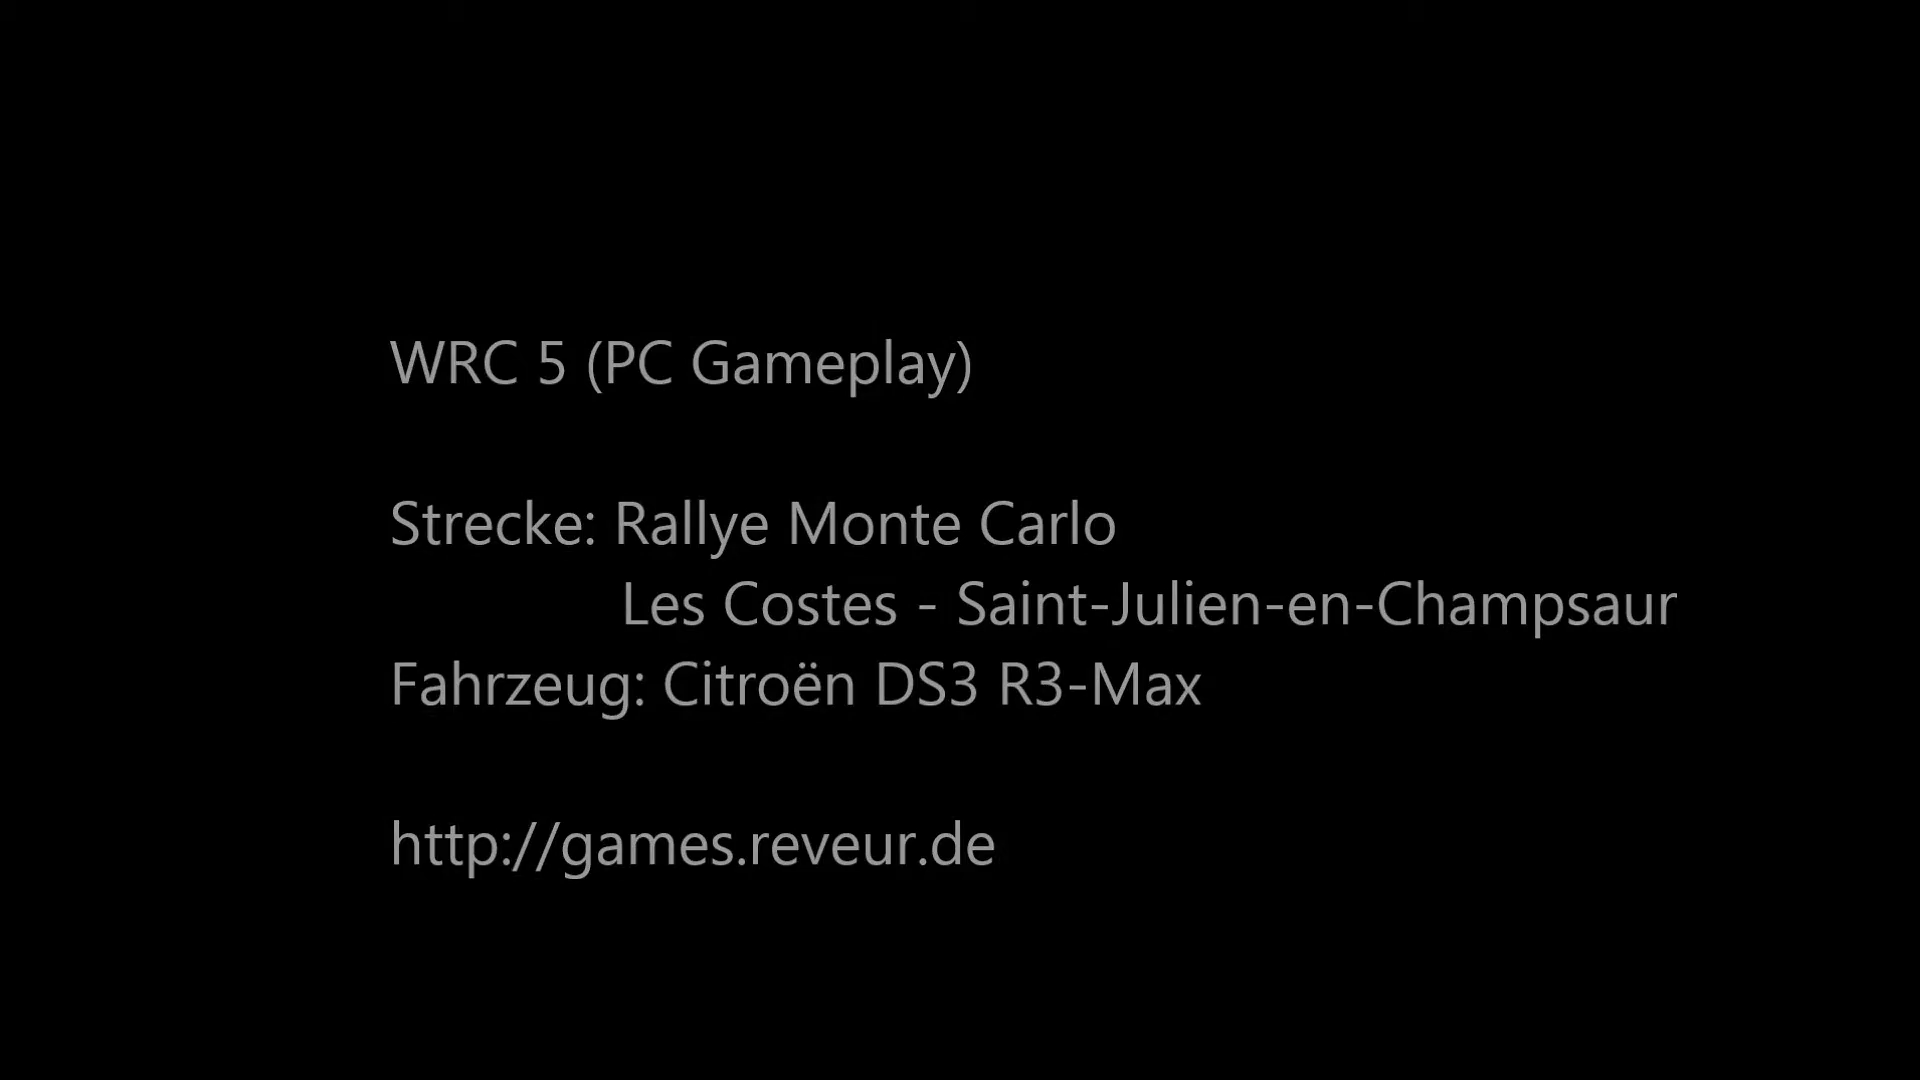 WRC 5 (PC Gameplay)
Strecke: Rallye Monte Carlo
Les Costes - Saint-Julien-en-Champsaur
Fahrzeug: Citroën DS3 R3-Max
http://games.reveur.de